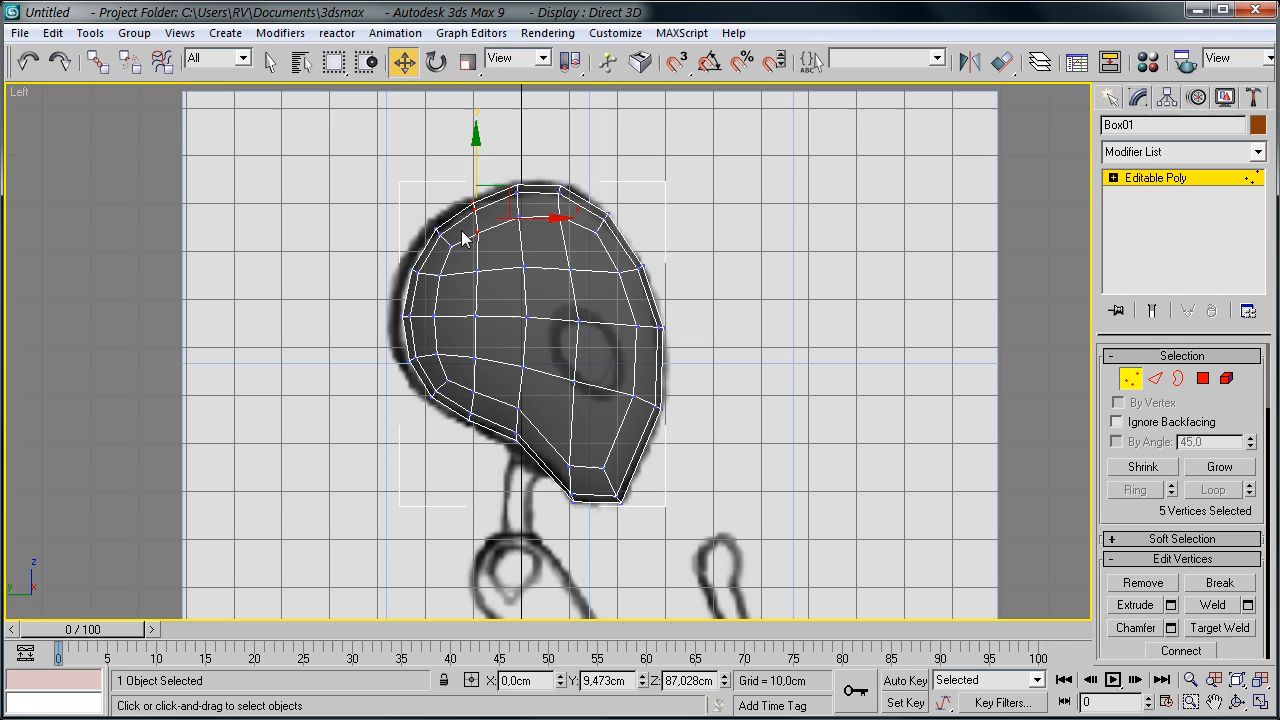 Untitled - Project Folder: C:\Users\RV\Documents\3dsmax - Autodesk 3ds Max 9 - Display : Direct 3D
File Edit Tools Group Views Create Modifiers reactor Animation Graph Editors Rendering Customize MAXScript Help
All View 3 % ABC View
Left
Box01
Modifier List
Editable Poly
- Selection
By Vertex
Ignore Backfacing
By Angle: 45,0
Shrink Grow
Ring Loop
5 Vertices Selected
+ Soft Selection
- Edit Vertices
Remove Break
Extrude Weld
Chamfer Target Weld
Connect
y
x
z
y
x
< 0 / 100 >
0 5 10 15 20 25 30 35 40 45 50 55 60 65 70 75 80 85 90 95 100
1 Object Selected X: 0,0cm Y: 9,473cm Z: 87,028cm Grid = 10,0cm Auto Key Selected
Click or click-and-drag to select objects Add Time Tag Set Key Key Filters... 0